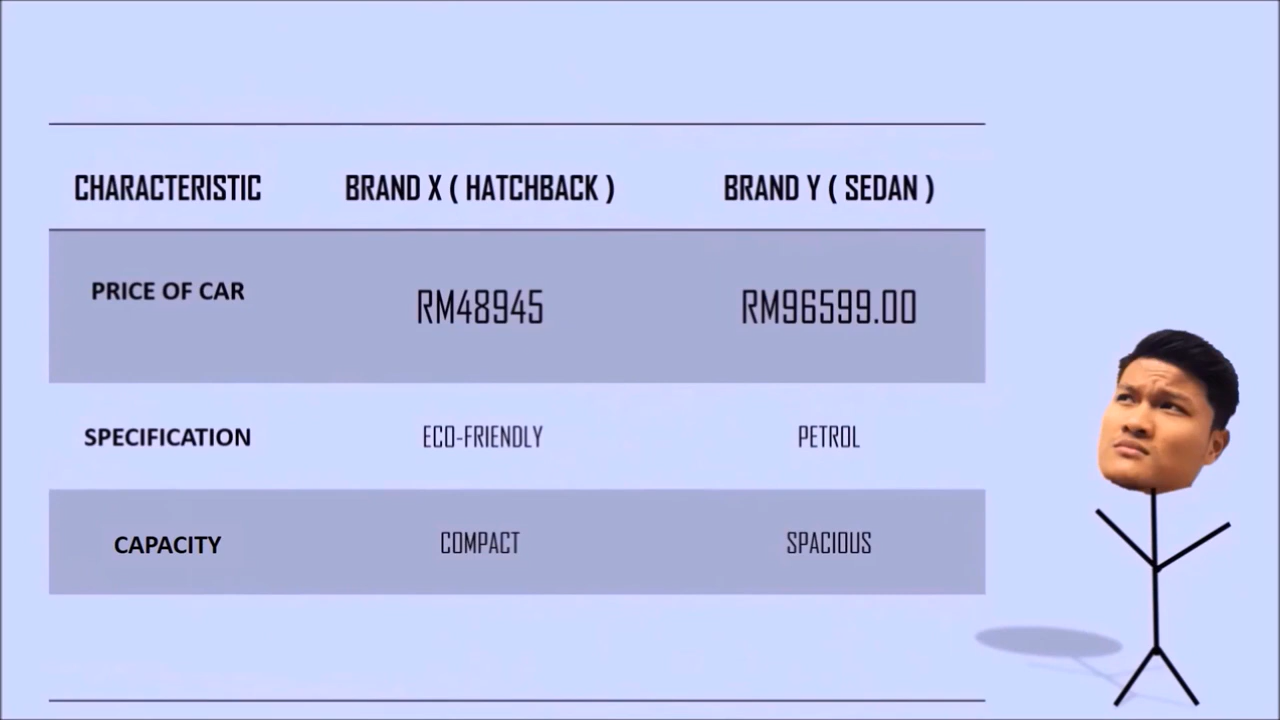 CHARACTERISTIC BRAND X ( HATCHBACK ) BRAND Y ( SEDAN )
PRICE OF CAR RM48945 RM96599.00
SPECIFICATION ECO-FRIENDLY PETROL
CAPACITY COMPACT SPACIOUS